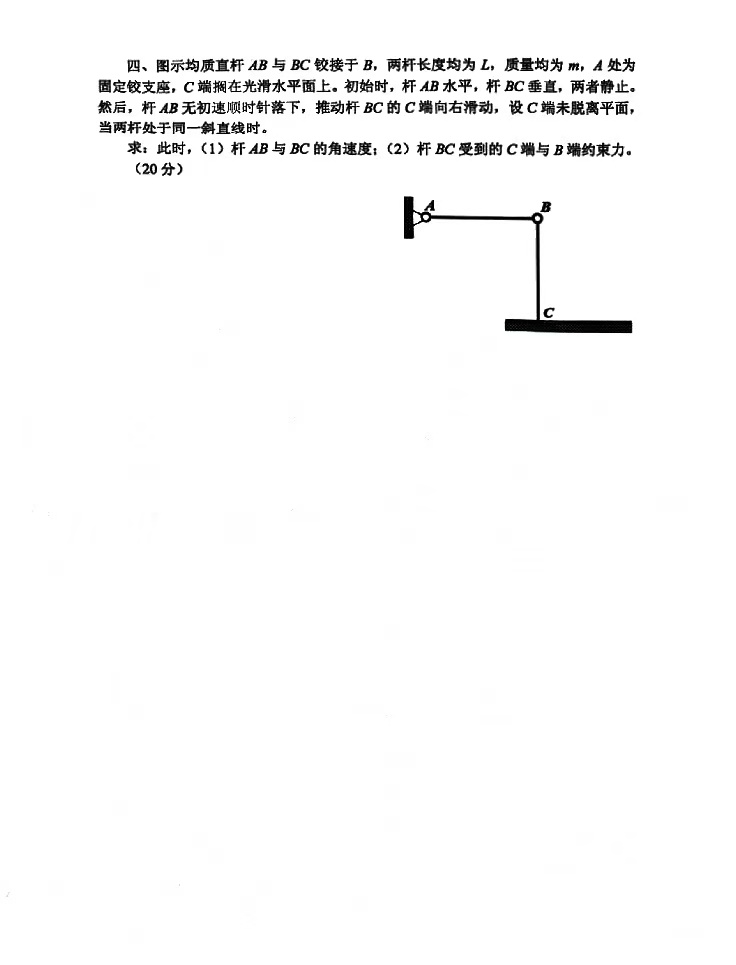 四、图示均质直杆 AB 与 BC 铰接于 B，两杆长度均为 L，质量均为 m，A 处为
固定铰支座，C 端搁在光滑水平面上。初始时，杆 AB 水平，杆 BC 垂直，两者静止。
然后，杆 AB 无初速顺时针落下，推动杆 BC 的 C 端向右滑动，设 C 端未脱离平面，
当两杆处于同一斜直线时。
求：此时，（1）杆 AB 与 BC 的角速度；（2）杆 BC 受到的 C 端与 B 端约束力。
（20 分）
A
B
C